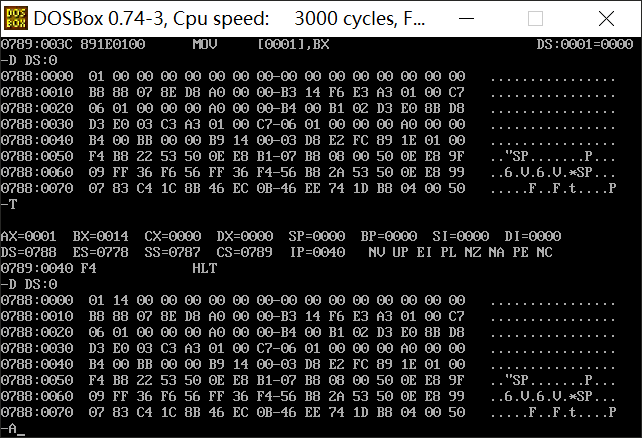 DOS
BOX
DOSBox 0.74-3, Cpu speed:    3000 cycles, F...
0789:003C 891E0100      MOV     [0001],BX                          DS:0001=0000
-D DS:0
0788:0000  01 00 00 00 00 00 00 00-00 00 00 00 00 00 00 00   ................
0788:0010  B8 88 07 8E D8 A0 00 00-B3 14 F6 E3 A3 01 00 C7   ................
0788:0020  06 01 00 00 00 A0 00 00-B4 00 B1 02 D3 E0 8B D8   ................
0788:0030  D3 E0 03 C3 A3 01 00 C7-06 01 00 00 00 A0 00 00   ................
0788:0040  B4 00 BB 00 00 B9 14 00-03 D8 E2 FC 89 1E 01 00   ................
0788:0050  F4 B8 22 53 50 0E E8 B1-07 B8 08 00 50 0E E8 9F   .."SP.......P...
0788:0060  09 FF 36 F6 56 FF 36 F4-56 B8 2A 53 50 0E E8 99   ..6.V.6.V.*SP...
0788:0070  07 83 C4 1C 8B 46 EC 0B-46 EE 74 1D B8 04 00 50   .....F..F.t....P
-T
AX=0001  BX=0014  CX=0000  DX=0000  SP=0000  BP=0000  SI=0000  DI=0000
DS=0788  ES=0778  SS=0787  CS=0789  IP=0040   NV UP EI PL NZ NA PE NC
0789:0040 F4            HLT
-D DS:0
0788:0000  01 14 00 00 00 00 00 00-00 00 00 00 00 00 00 00   ................
0788:0010  B8 88 07 8E D8 A0 00 00-B3 14 F6 E3 A3 01 00 C7   ................
0788:0020  06 01 00 00 00 A0 00 00-B4 00 B1 02 D3 E0 8B D8   ................
0788:0030  D3 E0 03 C3 A3 01 00 C7-06 01 00 00 00 A0 00 00   ................
0788:0040  B4 00 BB 00 00 B9 14 00-03 D8 E2 FC 89 1E 01 00   ................
0788:0050  F4 B8 22 53 50 0E E8 B1-07 B8 08 00 50 0E E8 9F   .."SP.......P...
0788:0060  09 FF 36 F6 56 FF 36 F4-56 B8 2A 53 50 0E E8 99   ..6.V.6.V.*SP...
0788:0070  07 83 C4 1C 8B 46 EC 0B-46 EE 74 1D B8 04 00 50   .....F..F.t....P
-A_